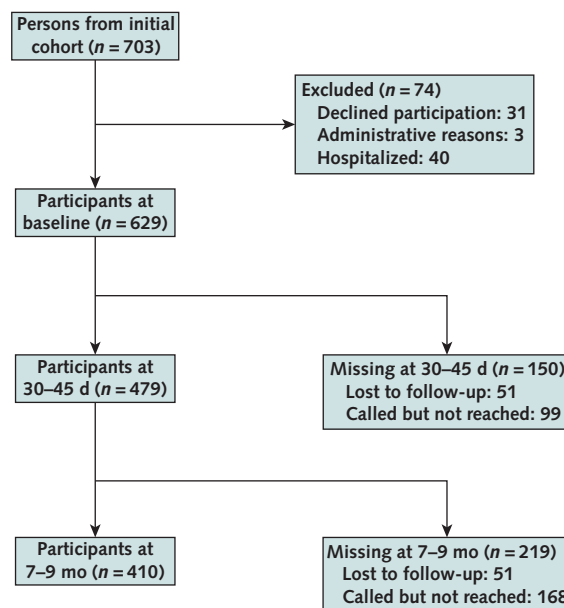 Persons from initial
cohort (n = 703)
Excluded (n = 74)
Declined participation: 31
Administrative reasons: 3
Hospitalized: 40
Participants at
baseline (n = 629)
Participants at
30–45 d (n = 479)
Missing at 30–45 d (n = 150)
Lost to follow-up: 51
Called but not reached: 99
Participants at
7–9 mo (n = 410)
Missing at 7–9 mo (n = 219)
Lost to follow-up: 51
Called but not reached: 168